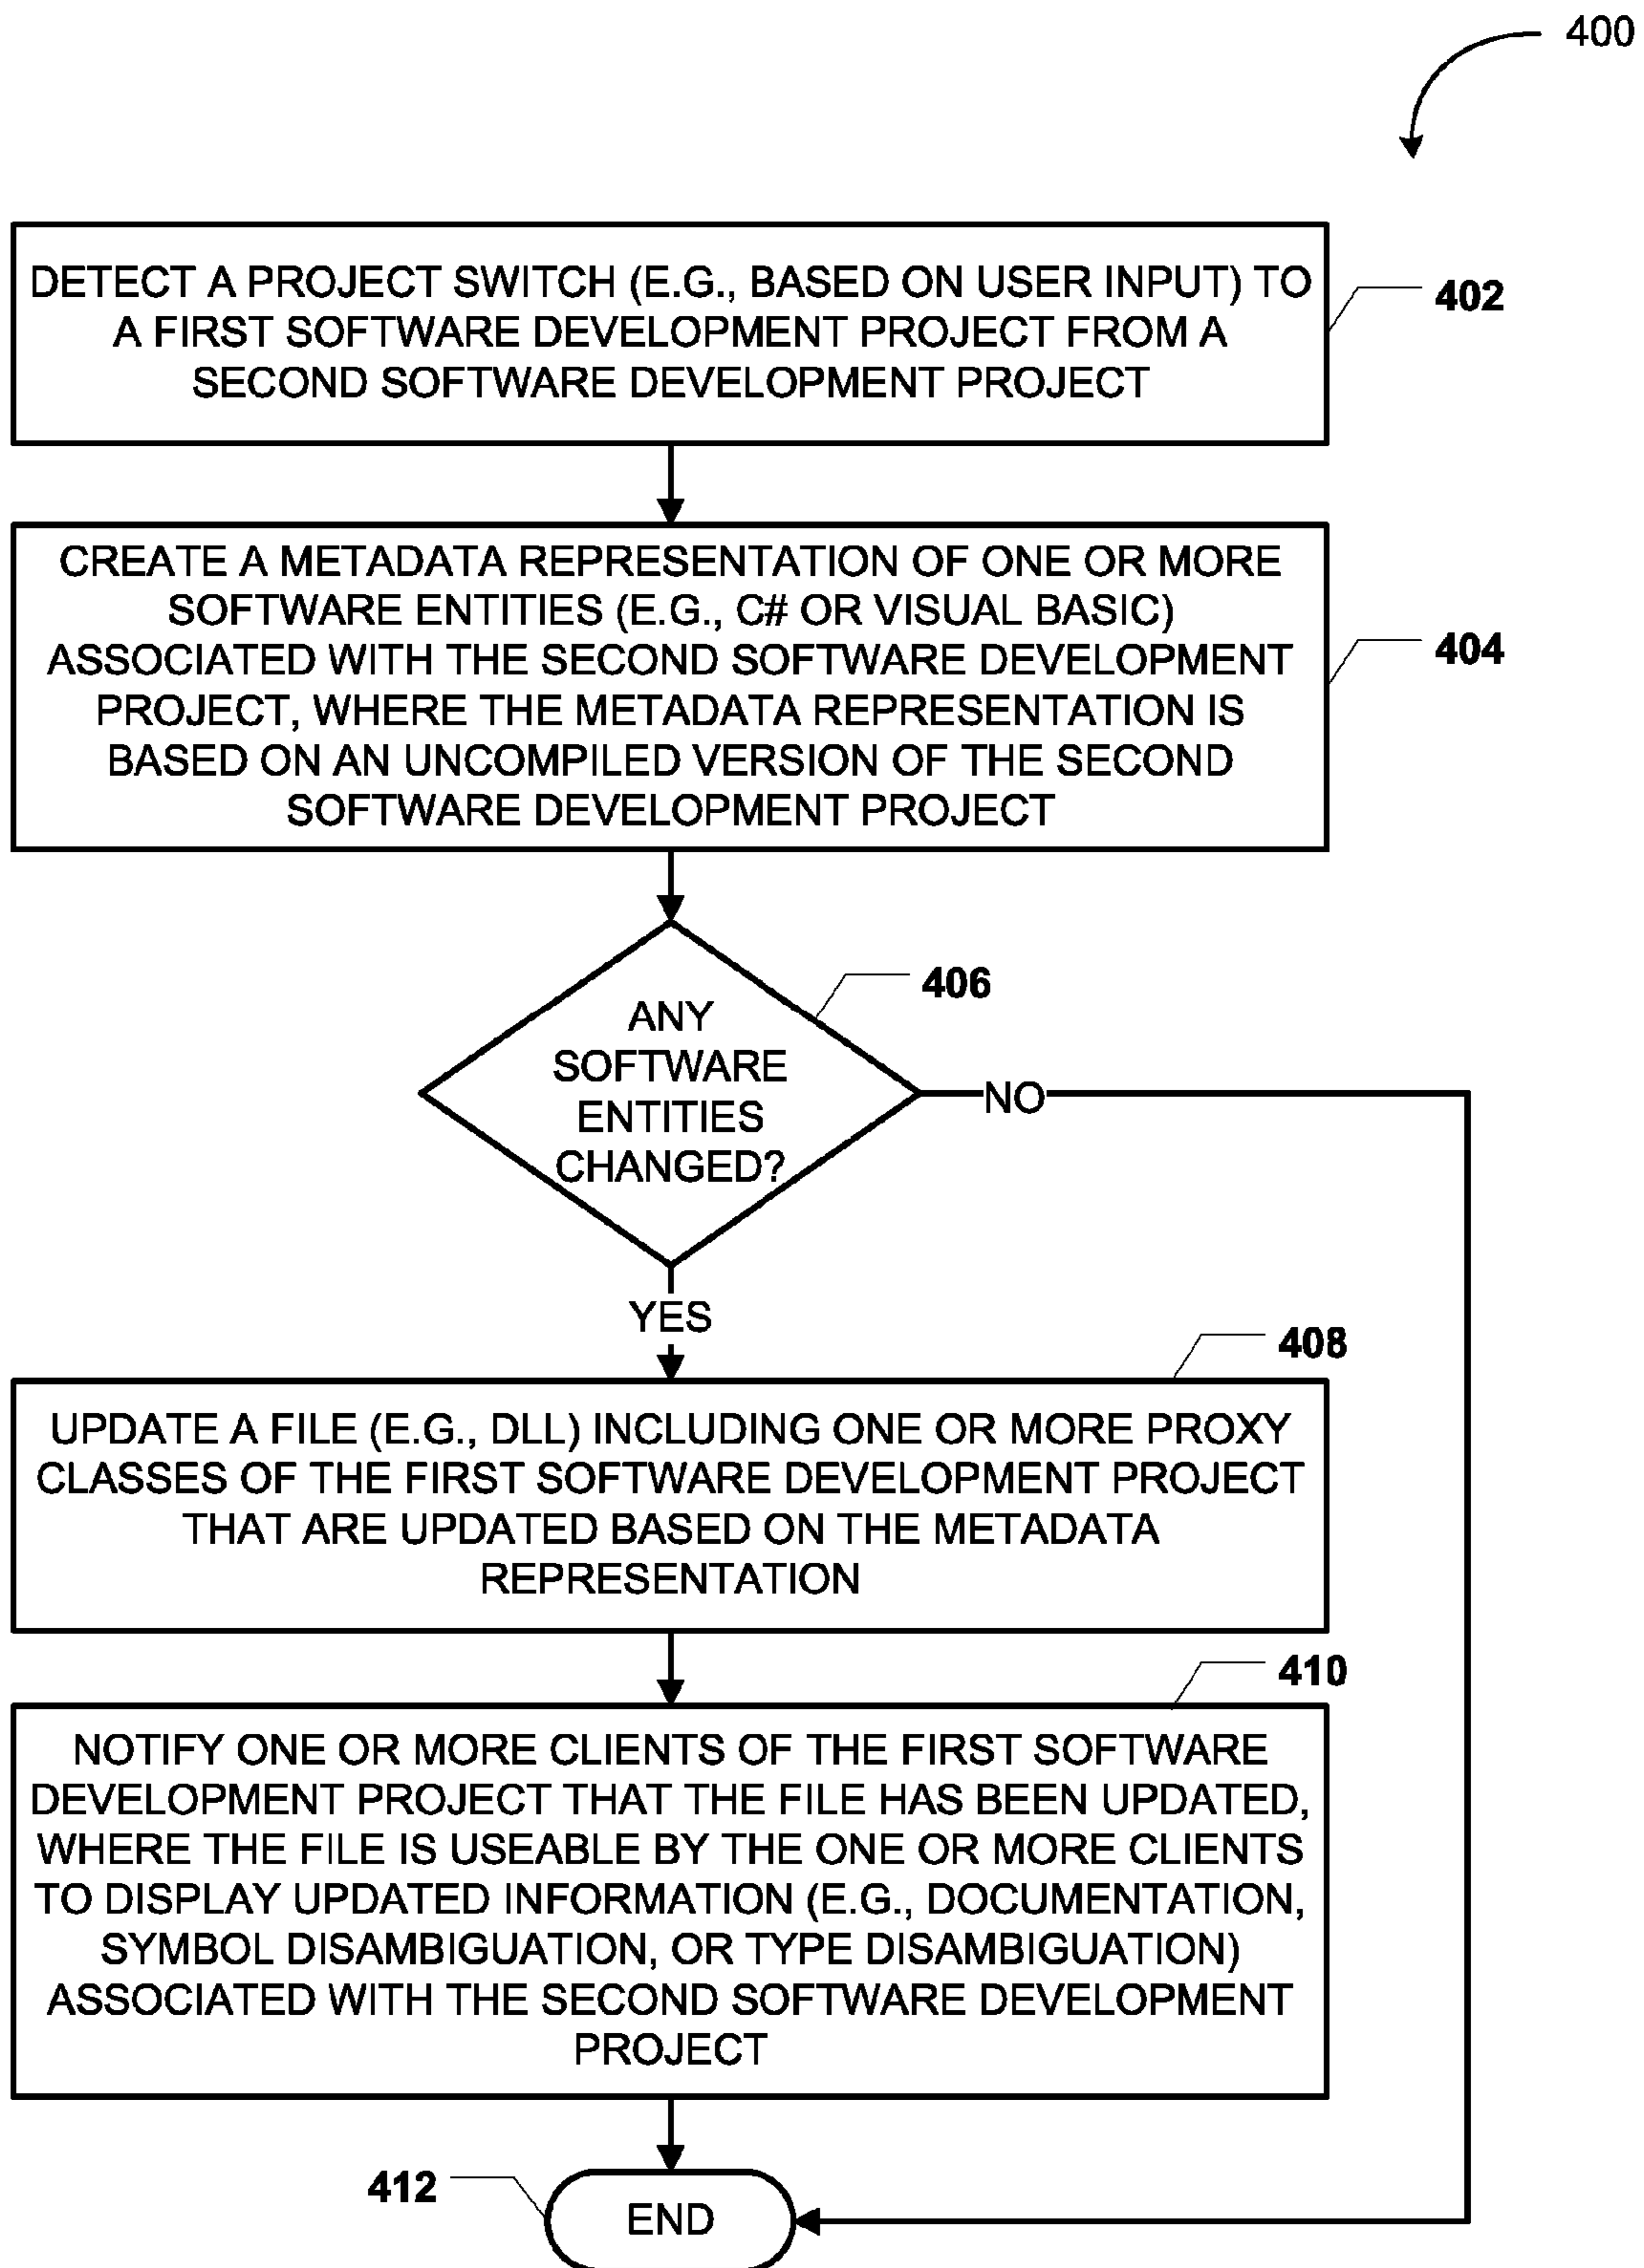 400
DETECT A PROJECT SWITCH (E.G., BASED ON USER INPUT) TO
A FIRST SOFTWARE DEVELOPMENT PROJECT FROM A
SECOND SOFTWARE DEVELOPMENT PROJECT
402
CREATE A METADATA REPRESENTATION OF ONE OR MORE
SOFTWARE ENTITIES (E.G., C# OR VISUAL BASIC)
ASSOCIATED WITH THE SECOND SOFTWARE DEVELOPMENT
PROJECT, WHERE THE METADATA REPRESENTATION IS
BASED ON AN UNCOMPILED VERSION OF THE SECOND
SOFTWARE DEVELOPMENT PROJECT
404
406
ANY
SOFTWARE
ENTITIES
CHANGED?
NO
YES
408
UPDATE A FILE (E.G., DLL) INCLUDING ONE OR MORE PROXY
CLASSES OF THE FIRST SOFTWARE DEVELOPMENT PROJECT
THAT ARE UPDATED BASED ON THE METADATA
REPRESENTATION
410
NOTIFY ONE OR MORE CLIENTS OF THE FIRST SOFTWARE
DEVELOPMENT PROJECT THAT THE FILE HAS BEEN UPDATED,
WHERE THE FILE IS USEABLE BY THE ONE OR MORE CLIENTS
TO DISPLAY UPDATED INFORMATION (E.G., DOCUMENTATION,
SYMBOL DISAMBIGUATION, OR TYPE DISAMBIGUATION)
ASSOCIATED WITH THE SECOND SOFTWARE DEVELOPMENT
PROJECT
412
END